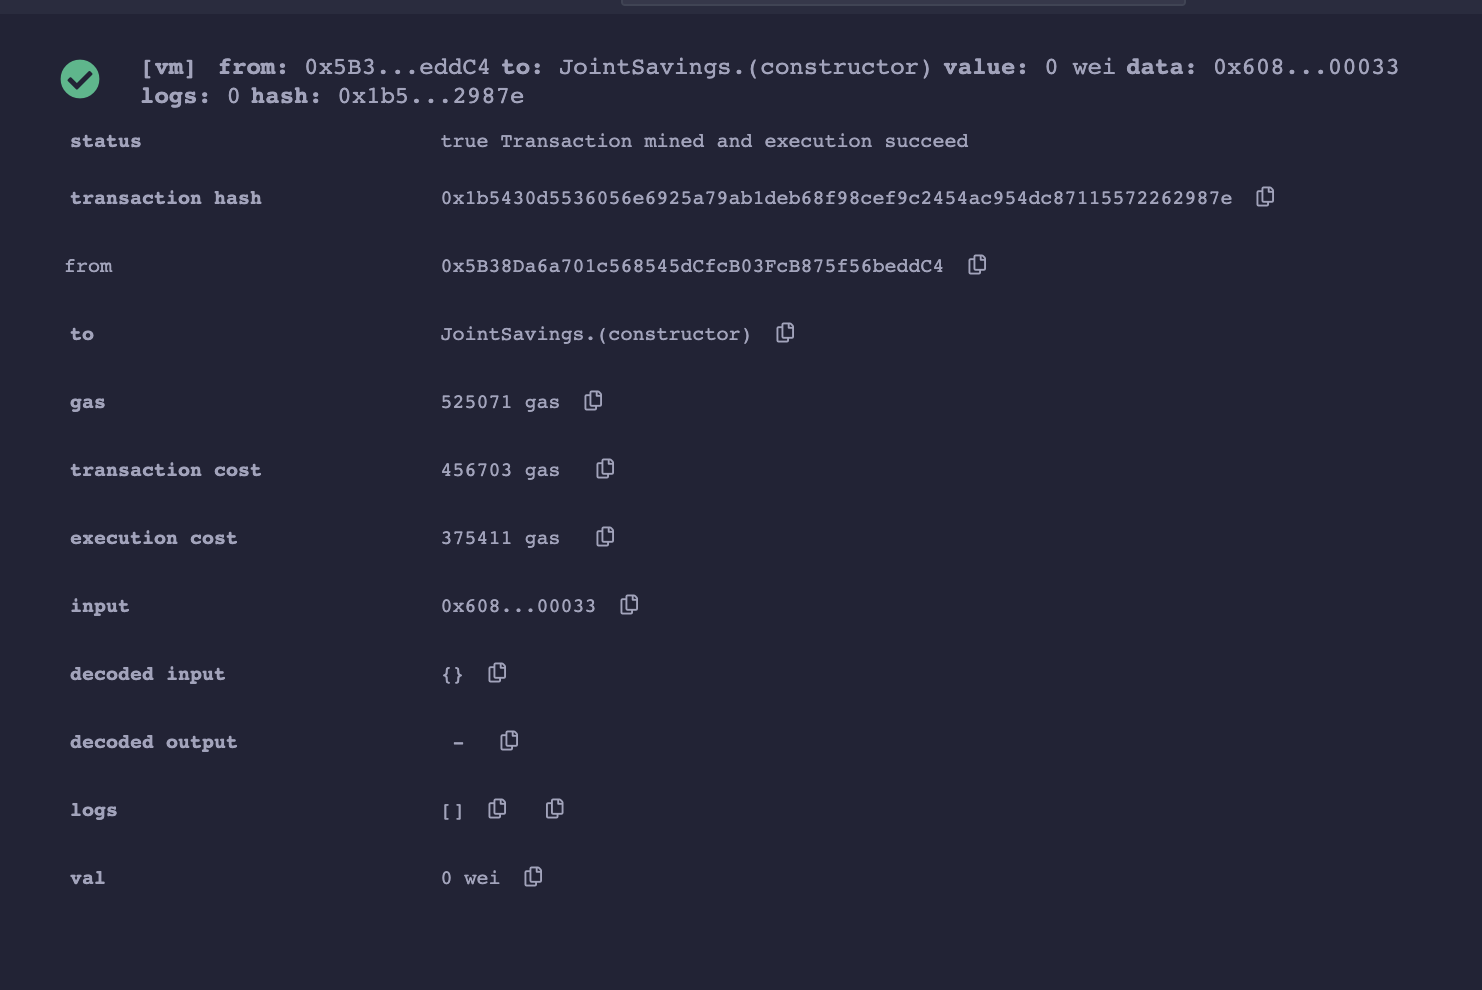 [vm] from: 0x5B3...eddC4 to: JointSavings.(constructor) value: 0 wei data: 0x608...00033
logs: 0 hash: 0x1b5...2987e
status true Transaction mined and execution succeed
transaction hash 0x1b5430d5536056e6925a79ab1deb68f98cef9c2454ac954dc87115572262987e
from 0x5B38Da6a701c568545dCfcB03FcB875f56beddC4
to JointSavings.(constructor)
gas 525071 gas
transaction cost 456703 gas
execution cost 375411 gas
input 0x608...00033
decoded input {}
decoded output -
logs []
val 0 wei